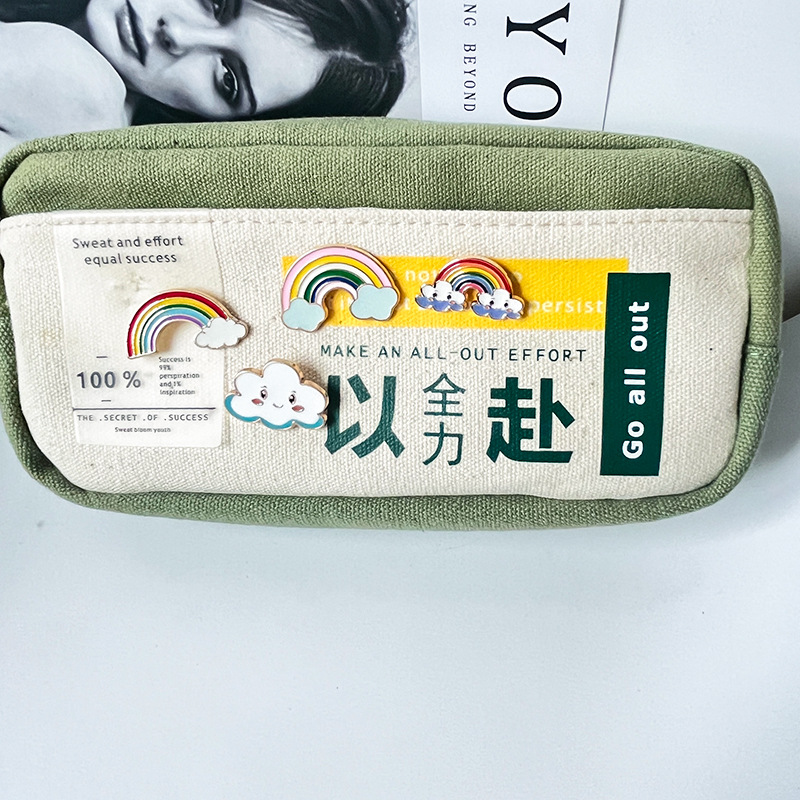 YO
NG BEYOND
Sweat and effort
equal success
100 %
Success is
99%
perspiration
and 1%
inspiration
THE .SECRET .OF .SUCCESS
Sweat bloom youth
persist
MAKE AN ALL-OUT EFFORT
以全力赴
Go all out